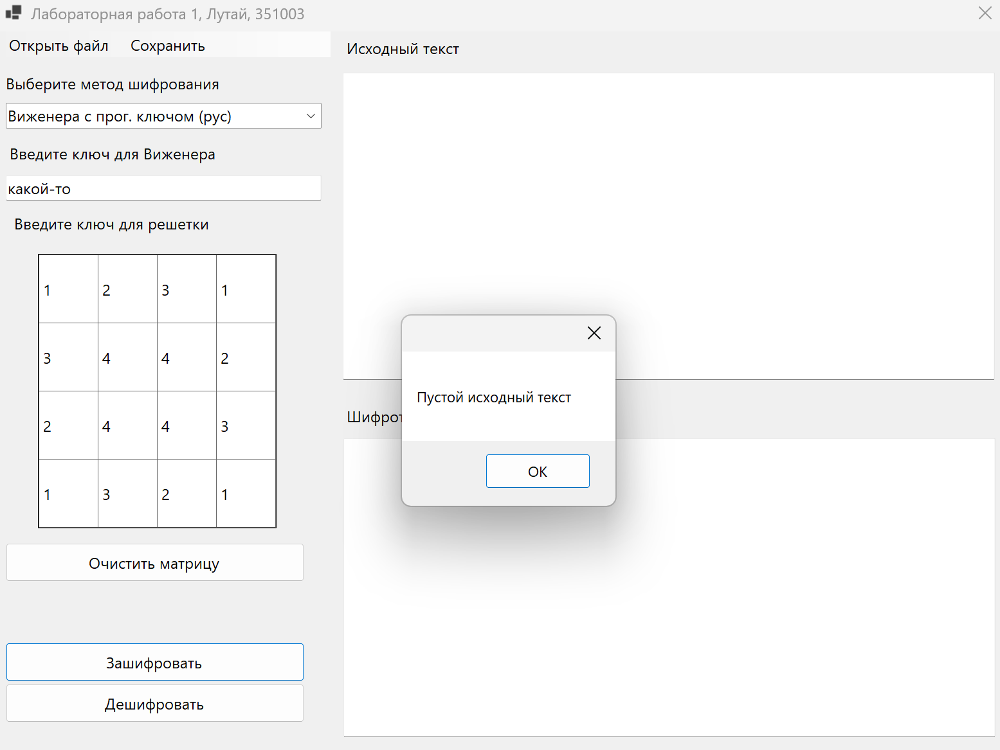 Лабораторная работа 1, Лутай, 351003
Открыть файл Сохранить
Выберите метод шифрования
Виженера с прог. ключом (рус)
Введите ключ для Виженера
какой-то
Введите ключ для решетки
1 2 3 1
3 4 4 2
2 4 4 3
1 3 2 1
Очистить матрицу
Зашифровать
Дешифровать
Исходный текст
Пустой исходный текст
OK